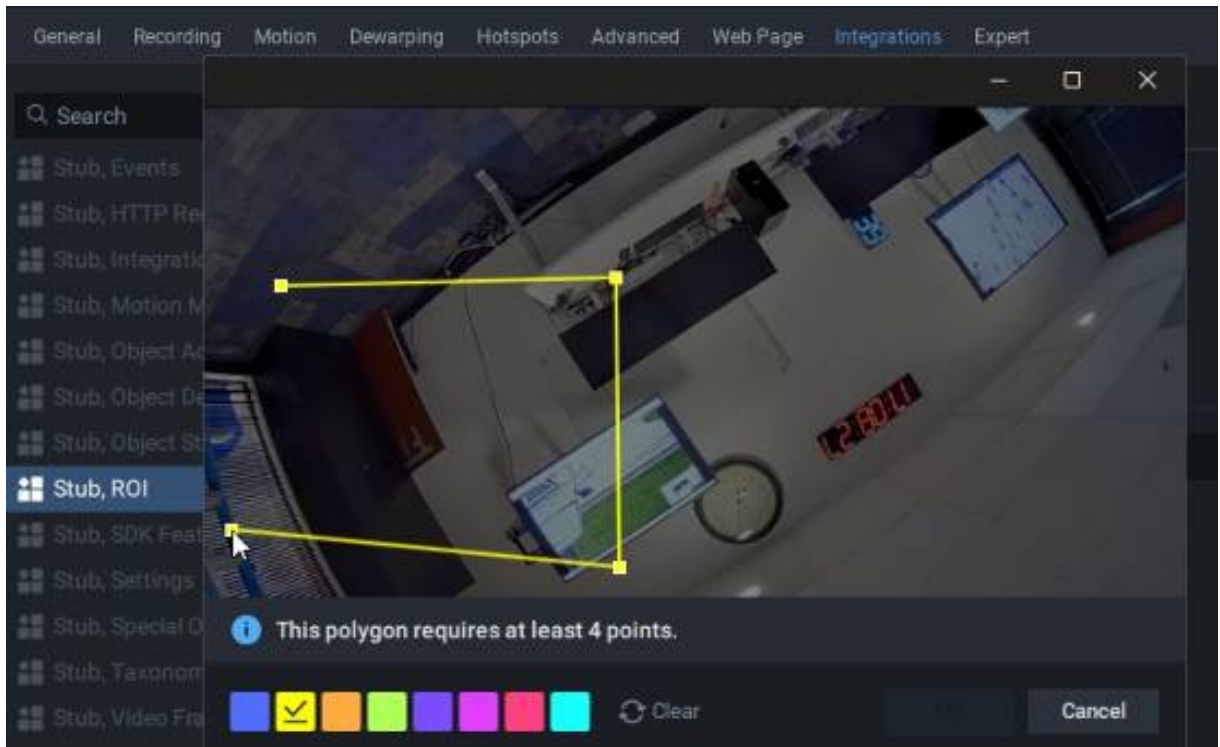 General Recording Motion Dewarping Hotspots Advanced Web Page Integrations Expert
Search
Stub, Events
Stub, HTTP Re
Stub, Integratio
Stub, Motion M
Stub, Object Ac
Stub, Object De
Stub, Object St
Stub, ROI
Stub, SDK Feat
Stub, Settings
Stub, Special O
Stub, Taxonom
Stub, Video Fra
This polygon requires at least 4 points.
Clear Cancel